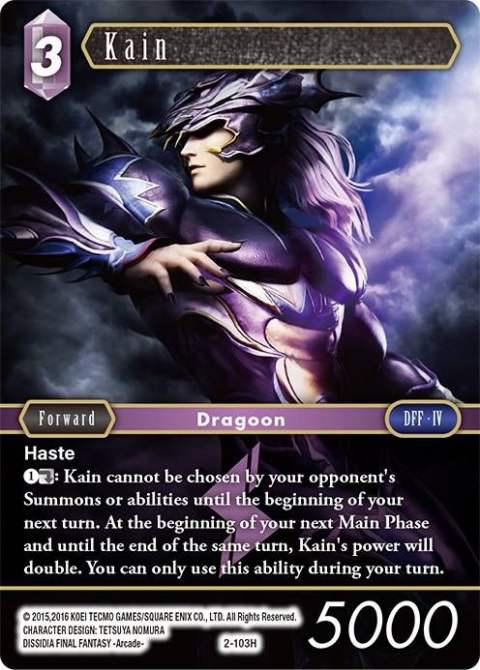 3
Kain
Forward
Dragoon
DFF · IV
Haste
1: Kain cannot be chosen by your opponent's
Summons or abilities until the beginning of your
next turn. At the beginning of your next Main Phase
and until the end of the same turn, Kain's power will
double. You can only use this ability during your turn.
© 2015,2016 KOEI TECMO GAMES/SQUARE ENIX CO., LTD. All Rights Reserved.
CHARACTER DESIGN: TETSUYA NOMURA
DISSIDIA FINAL FANTASY -Arcade-
2-103H
5000